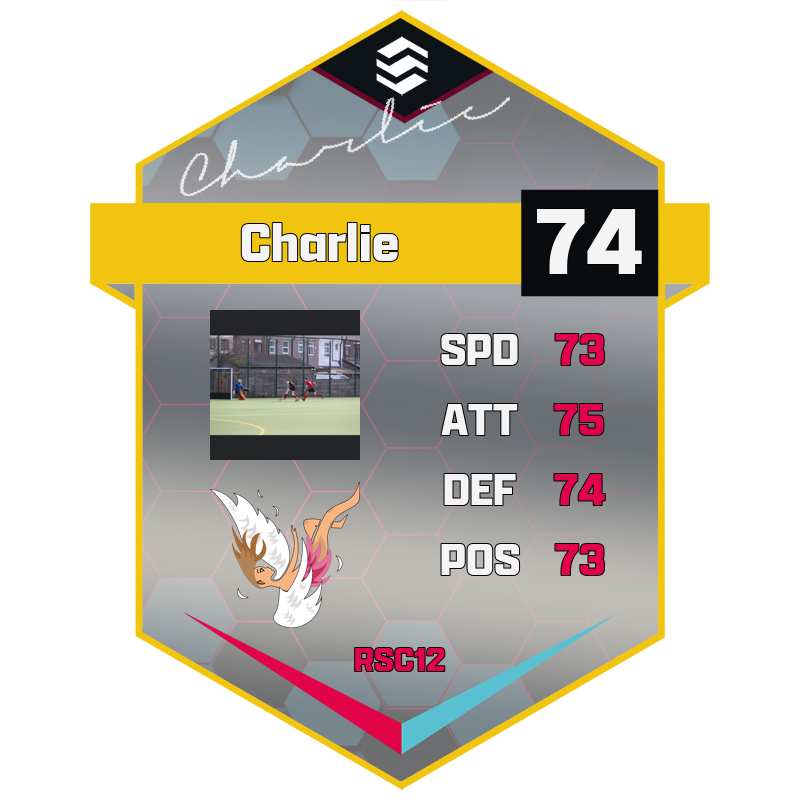 Charlie
Charlie
74
SPD 73
ATT 75
DEF 74
POS 73
RSC12